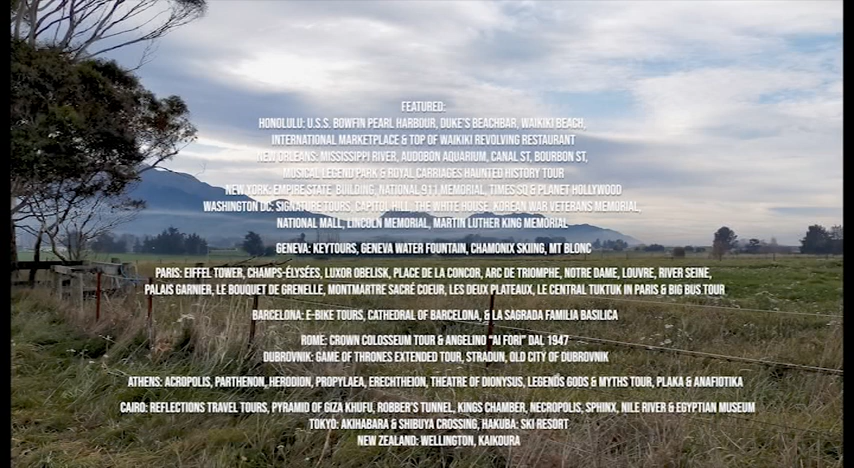 FEATURED:
HONOLULU: U.S.S. BOWFIN PEARL HARBOUR, DUKE'S BEACHBAR, WAIKIKI BEACH,
INTERNATIONAL MARKETPLACE & TOP OF WAIKIKI REVOLVING RESTAURANT
NEW ORLEANS: MISSISSIPPI RIVER, AUDOBON AQUARIUM, CANAL ST, BOURBON ST,
MUSICAL LEGEND PARK & ROYAL CARRIAGES HAUNTED HISTORY TOUR
NEW YORK: EMPIRE STATE BUILDING, NATIONAL 911 MEMORIAL, TIMES SQ & PLANET HOLLYWOOD
WASHINGTON DC: SIGNATURE TOURS, CAPITOL HILL, THE WHITE HOUSE, KOREAN WAR VETERANS MEMORIAL,
NATIONAL MALL, LINCOLN MEMORIAL, MARTIN LUTHER KING MEMORIAL
GENEVA: KEYTOURS, GENEVA WATER FOUNTAIN, CHAMONIX SKIING, MT BLONC
PARIS: EIFFEL TOWER, CHAMPS-ÉLYSÉES, LUXOR OBELISK, PLACE DE LA CONCOR, ARC DE TRIOMPHE, NOTRE DAME, LOUVRE, RIVER SEINE,
PALAIS GARNIER, LE BOUQUET DE GRENELLE, MONTMARTRE SACRÉ COEUR, LES DEUX PLATEAUX, LE CENTRAL TUKTUK IN PARIS & BIG BUS TOUR
BARCELONA: E-BIKE TOURS, CATHEDRAL OF BARCELONA, & LA SAGRADA FAMILIA BASILICA
ROME: CROWN COLOSSEUM TOUR & ANGELINO "AI FORI" DAL 1947
DUBROVNIK: GAME OF THRONES EXTENDED TOUR, STRADUN, OLD CITY OF DUBROVNIK
ATHENS: ACROPOLIS, PARTHENON, HERODION, PROPYLAEA, ERECHTHEION, THEATRE OF DIONYSUS, LEGENDS GODS & MYTHS TOUR, PLAKA & ANAFIOTIKA
CAIRO: REFLECTIONS TRAVEL TOURS, PYRAMID OF GIZA KHUFU, ROBBER'S TUNNEL, KINGS CHAMBER, NECROPOLIS, SPHINX, NILE RIVER & EGYPTIAN MUSEUM
TOKYO: AKIHABARA & SHIBUYA CROSSING, HAKUBA: SKI RESORT
NEW ZEALAND: WELLINGTON, KAIKOURA